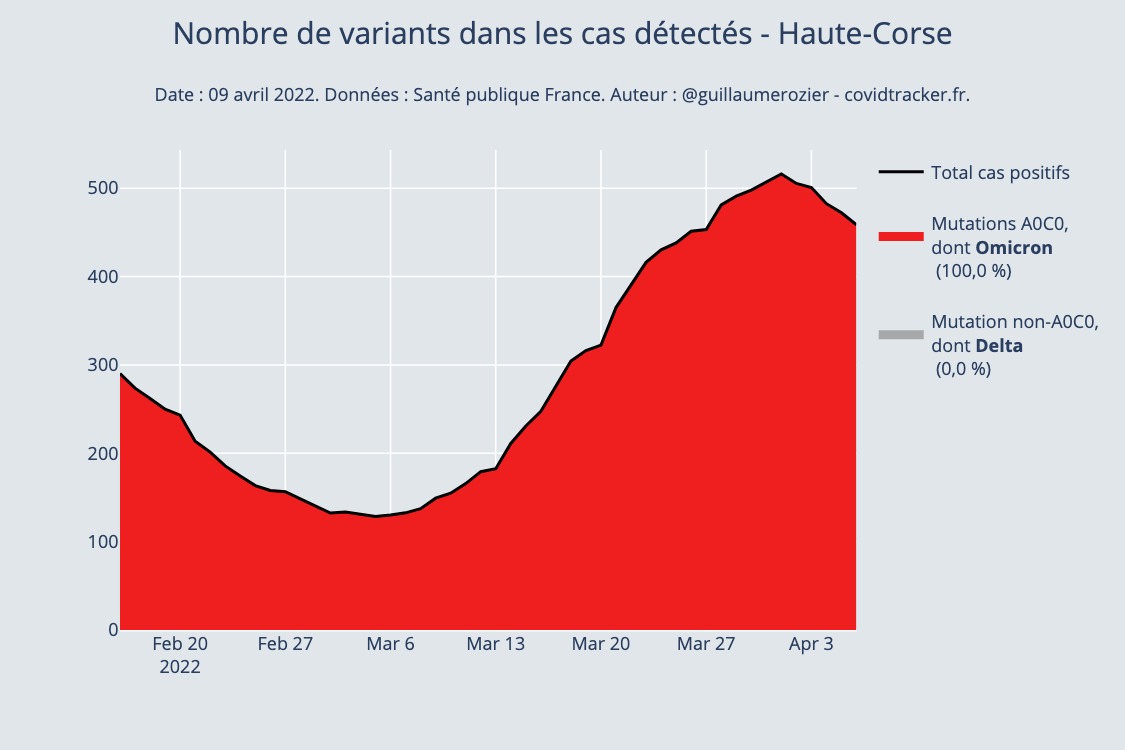 Nombre de variants dans les cas détectés - Haute-Corse
Date : 09 avril 2022. Données : Santé publique France. Auteur : @guillaumerozier - covidtracker.fr.
500
400
300
200
100
0
Feb 20
2022
Feb 27
Mar 6
Mar 13
Mar 20
Mar 27
Apr 3
Total cas positifs
Mutations A0C0,
dont Omicron
(100,0 %)
Mutation non-A0C0,
dont Delta
(0,0 %)